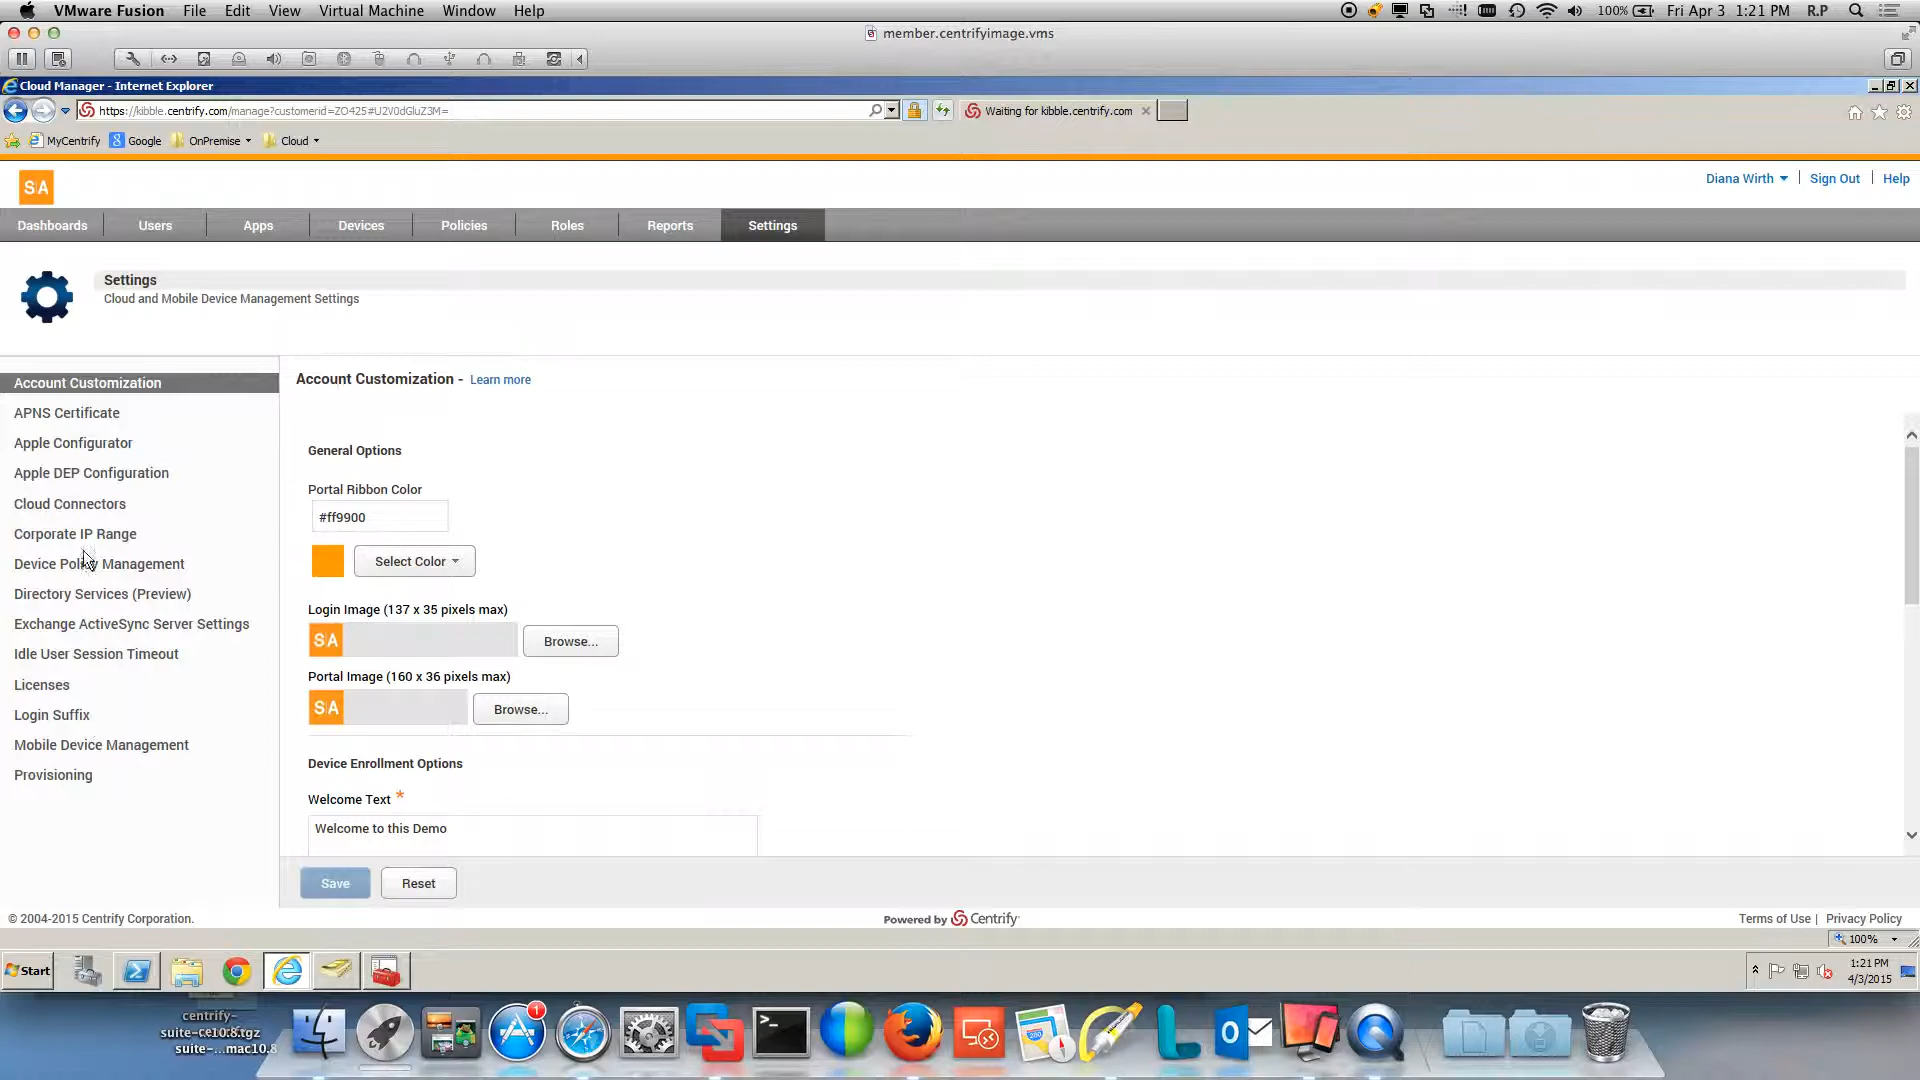 VMware Fusion File Edit View Virtual Machine Window Help 100% Fri Apr 3 1:21 PM R.P
member.centrifyimage.vms
Cloud Manager - Internet Explorer
https://kibble.centrify.com/manage?customerid=ZO425#U2V0dGluZ3M= Waiting for kibble.centrify.com
MyCentrify Google OnPremise Cloud
SA
Diana Wirth Sign Out Help
Dashboards Users Apps Devices Policies Roles Reports Settings
Settings
Cloud and Mobile Device Management Settings
Account Customization
APNS Certificate
Apple Configurator
Apple DEP Configuration
Cloud Connectors
Corporate IP Range
Device Policy Management
Directory Services (Preview)
Exchange ActiveSync Server Settings
Idle User Session Timeout
Licenses
Login Suffix
Mobile Device Management
Provisioning
Account Customization - Learn more
General Options
Portal Ribbon Color
#ff9900
Select Color
Login Image (137 x 35 pixels max)
SA Browse...
Portal Image (160 x 36 pixels max)
SA Browse...
Device Enrollment Options
Welcome Text *
Welcome to this Demo
Save Reset
© 2004-2015 Centrify Corporation. Powered by Centrify Terms of Use | Privacy Policy
100%
Start 1:21 PM
4/3/2015
centrify-
suite-...mac10.8